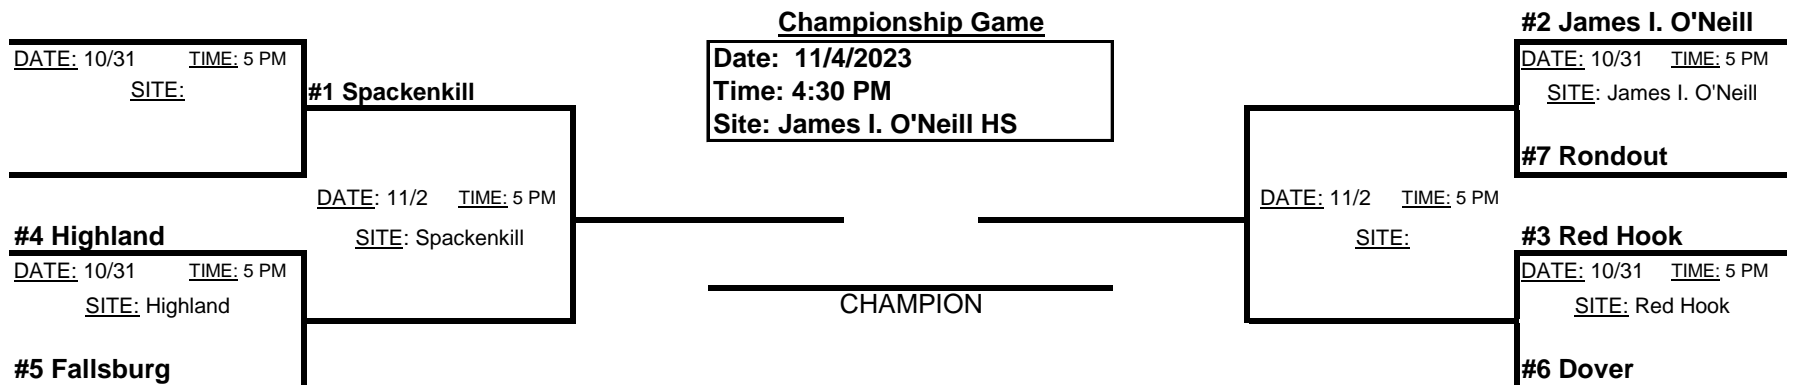 Championship Game
#2 James I. O'Neill
DATE: 10/31 TIME: 5 PM
SITE:
#1 Spackenkill
Date: 11/4/2023
Time: 4:30 PM
Site: James I. O'Neill HS
DATE: 10/31 TIME: 5 PM
SITE: James I. O'Neill
#7 Rondout
DATE: 11/2 TIME: 5 PM
SITE: Spackenkill
DATE: 11/2 TIME: 5 PM
SITE:
#4 Highland
DATE: 10/31 TIME: 5 PM
SITE: Highland
#5 Fallsburg
CHAMPION
#3 Red Hook
DATE: 10/31 TIME: 5 PM
SITE: Red Hook
#6 Dover